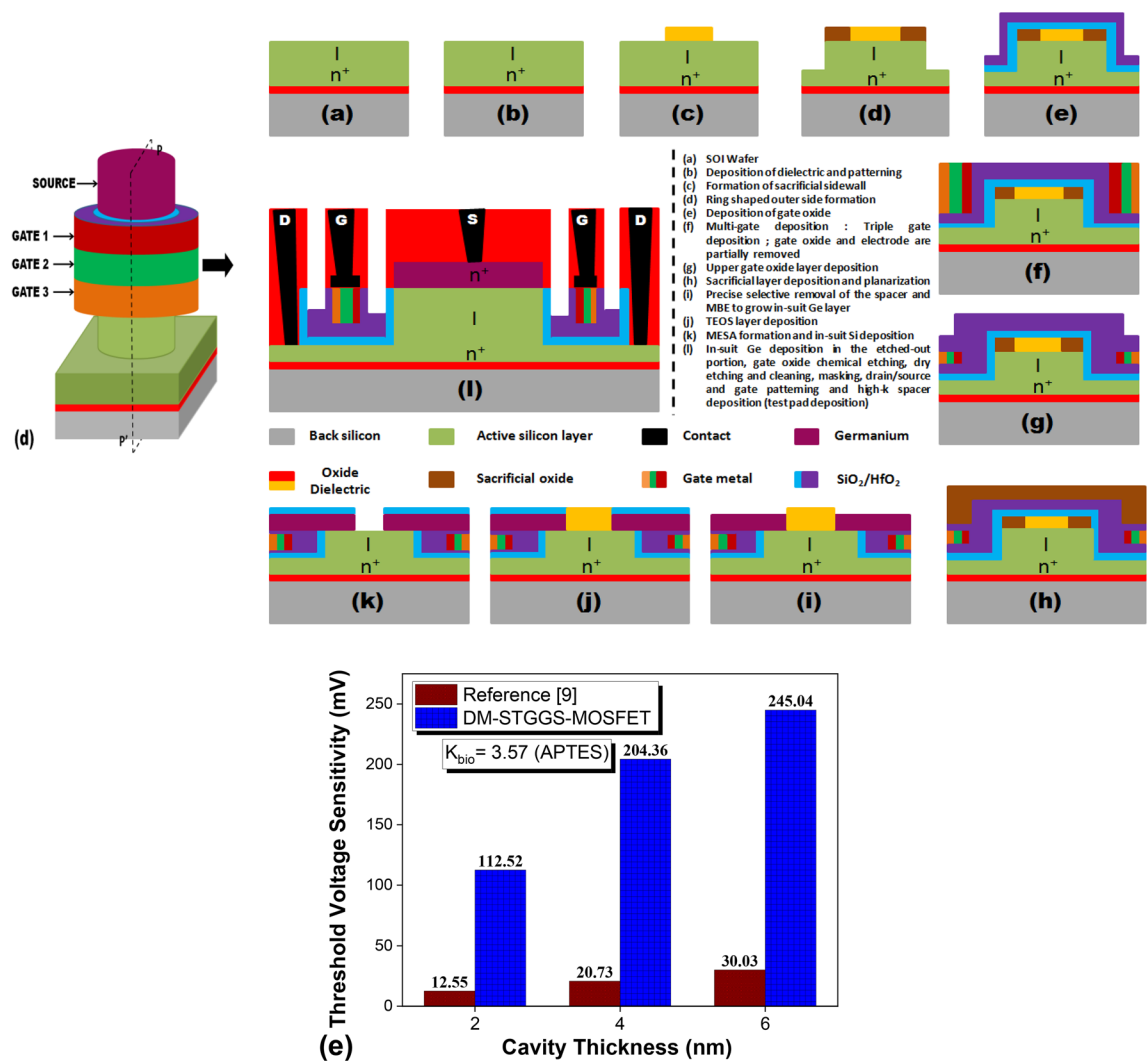 I
n+
(a)
I
n+
(b)
I
n+
(c)
I
n+
(d)
I
n+
(e)
P
SOURCE
GATE 1
GATE 2
GATE 3
P'
(d)
D
G
S
G
D
n+
I
n+
(l)
(a) SOI Wafer
(b) Deposition of dielectric and patterning
(c) Formation of sacrificial sidewall
(d) Ring shaped outer side formation
(e) Deposition of gate oxide
(f) Multi-gate deposition : Triple gate
deposition ; gate oxide and electrode are
partially removed
(g) Upper gate oxide layer deposition
(h) Sacrificial layer deposition and planarization
(i) Precise selective removal of the spacer and
MBE to grow in-suit Ge layer
(j) TEOS layer deposition
(k) MESA formation and in-suit Si deposition
(l) In-suit Ge deposition in the etched-out
portion, gate oxide chemical etching, dry
etching and cleaning, masking, drain/source
and gate patterning and high-k spacer
deposition (test pad deposition)
I
n+
(f)
I
n+
(g)
Back silicon
Active silicon layer
Contact
Germanium
Oxide
Dielectric
Sacrificial oxide
Gate metal
SiO2/HfO2
I
n+
(k)
I
n+
(j)
I
n+
(i)
I
n+
(h)
Threshold Voltage Sensitivity (mV)
250
200
150
100
50
0
Reference [9]
DM-STGGS-MOSFET
Kbio= 3.57 (APTES)
12.55
112.52
20.73
204.36
30.03
245.04
2
4
6
Cavity Thickness (nm)
(e)